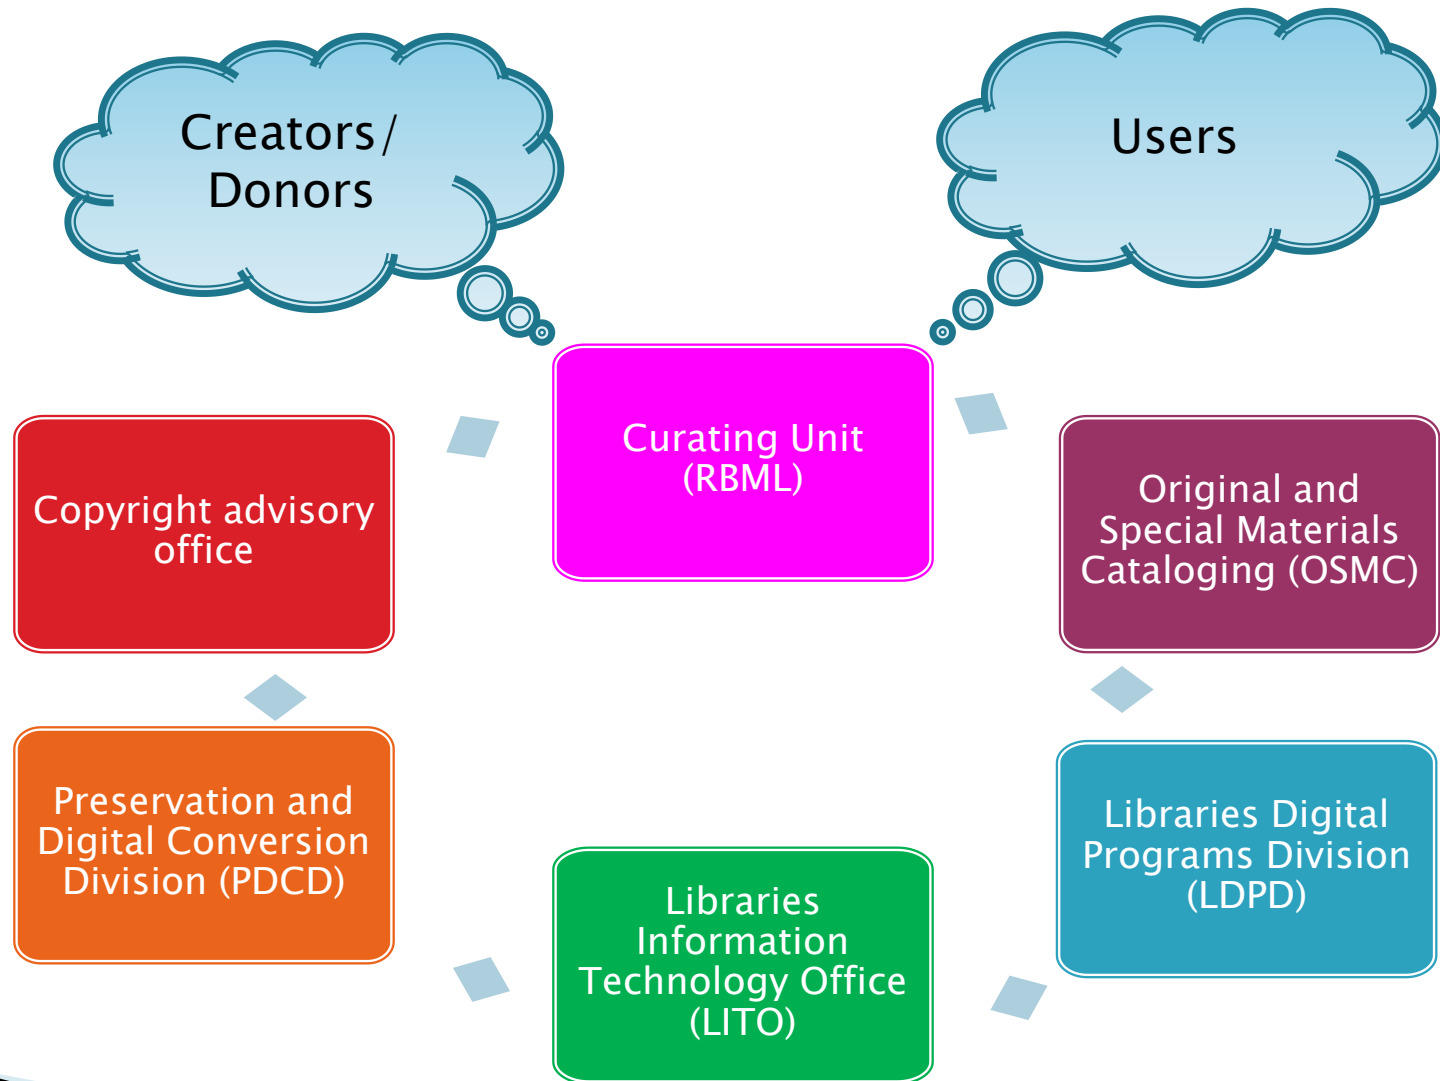 Creators/
Donors
Users
Curating Unit
(RBML)
Copyright advisory
office
Original and
Special Materials
Cataloging (OSMC)
Preservation and
Digital Conversion
Division (PDCD)
Libraries Digital
Programs Division
(LDPD)
Libraries
Information
Technology Office
(LITO)